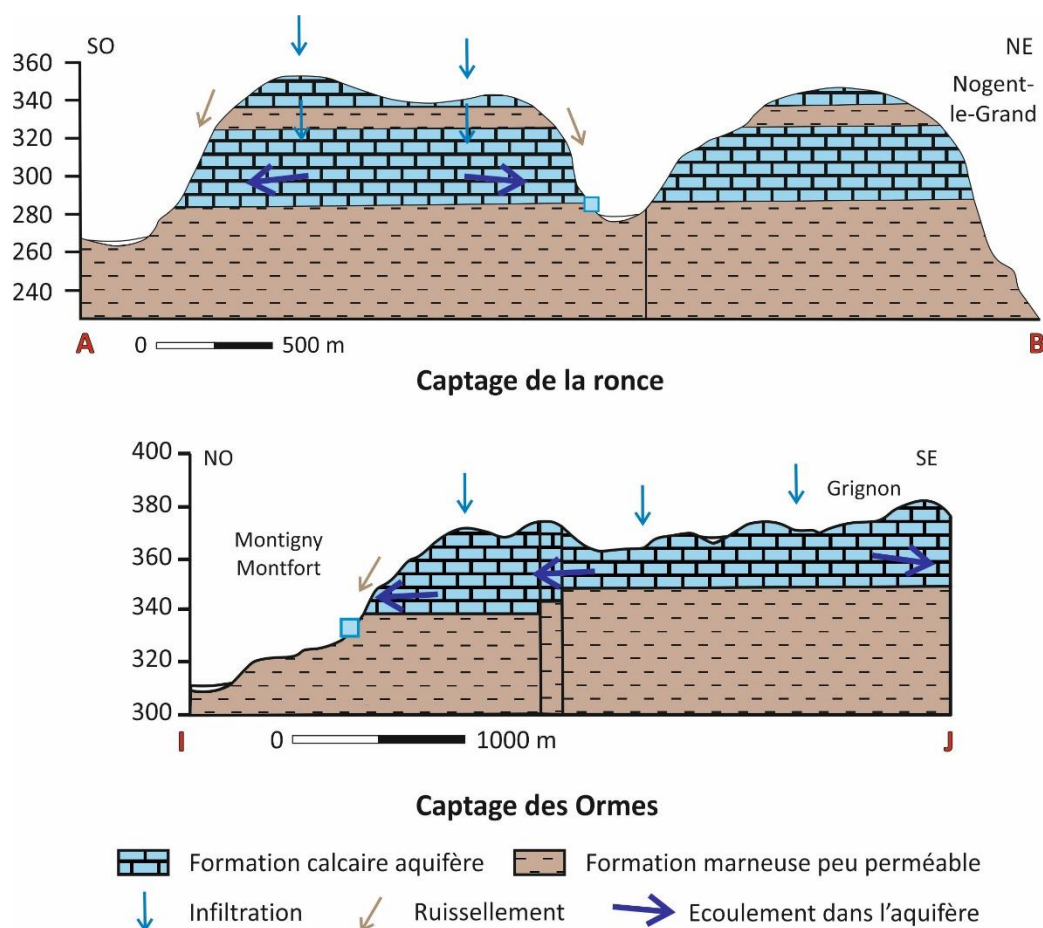 SO
NE
Nogent-
le-Grand
360
340
320
300
280
260
240
A
0 500 m
B
Captage de la ronce
400
380
360
340
320
300
NO
SE
Grignon
Montigny
Montfort
I
0 1000 m
J
Captage des Ormes
Formation calcaire aquifère
Formation marneuse peu perméable
Infiltration
Ruissellement
Ecoulement dans l'aquifère